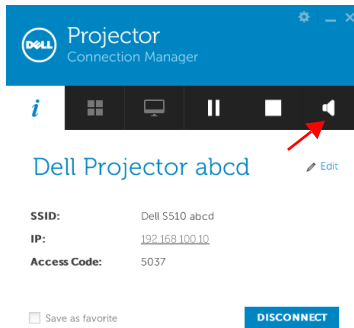 DELL
Projector
Connection Manager
i
Dell Projector abcd
Edit
SSID: Dell S510 abcd
IP: 192.168.100.10
Access Code: 5037
Save as favorite
DISCONNECT